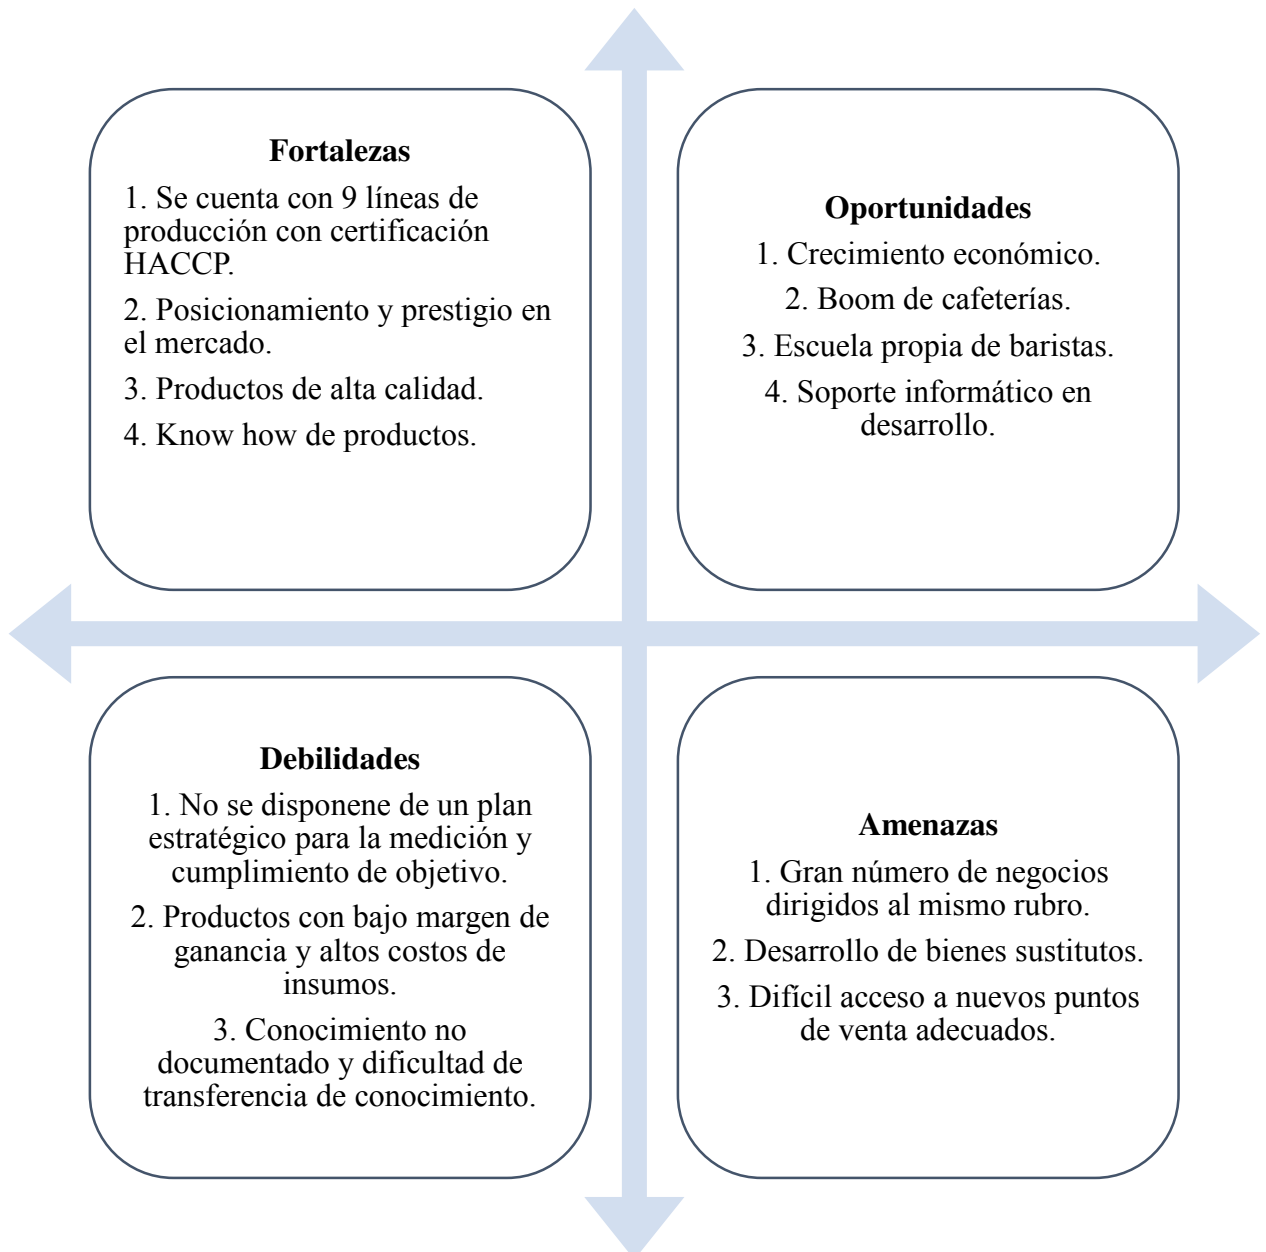 Fortalezas
1. Se cuenta con 9 líneas de
producción con certificación
HACCP.
2. Posicionamiento y prestigio en
el mercado.
3. Productos de alta calidad.
4. Know how de productos.
Oportunidades
1. Crecimiento económico.
2. Boom de cafeterías.
3. Escuela propia de baristas.
4. Soporte informático en
desarrollo.
Debilidades
1. No se disponene de un plan
estratégico para la medición y
cumplimiento de objetivo.
2. Productos con bajo margen de
ganancia y altos costos de
insumos.
3. Conocimiento no
documentado y dificultad de
transferencia de conocimiento.
Amenazas
1. Gran número de negocios
dirigidos al mismo rubro.
2. Desarrollo de bienes sustitutos.
3. Difícil acceso a nuevos puntos
de venta adecuados.